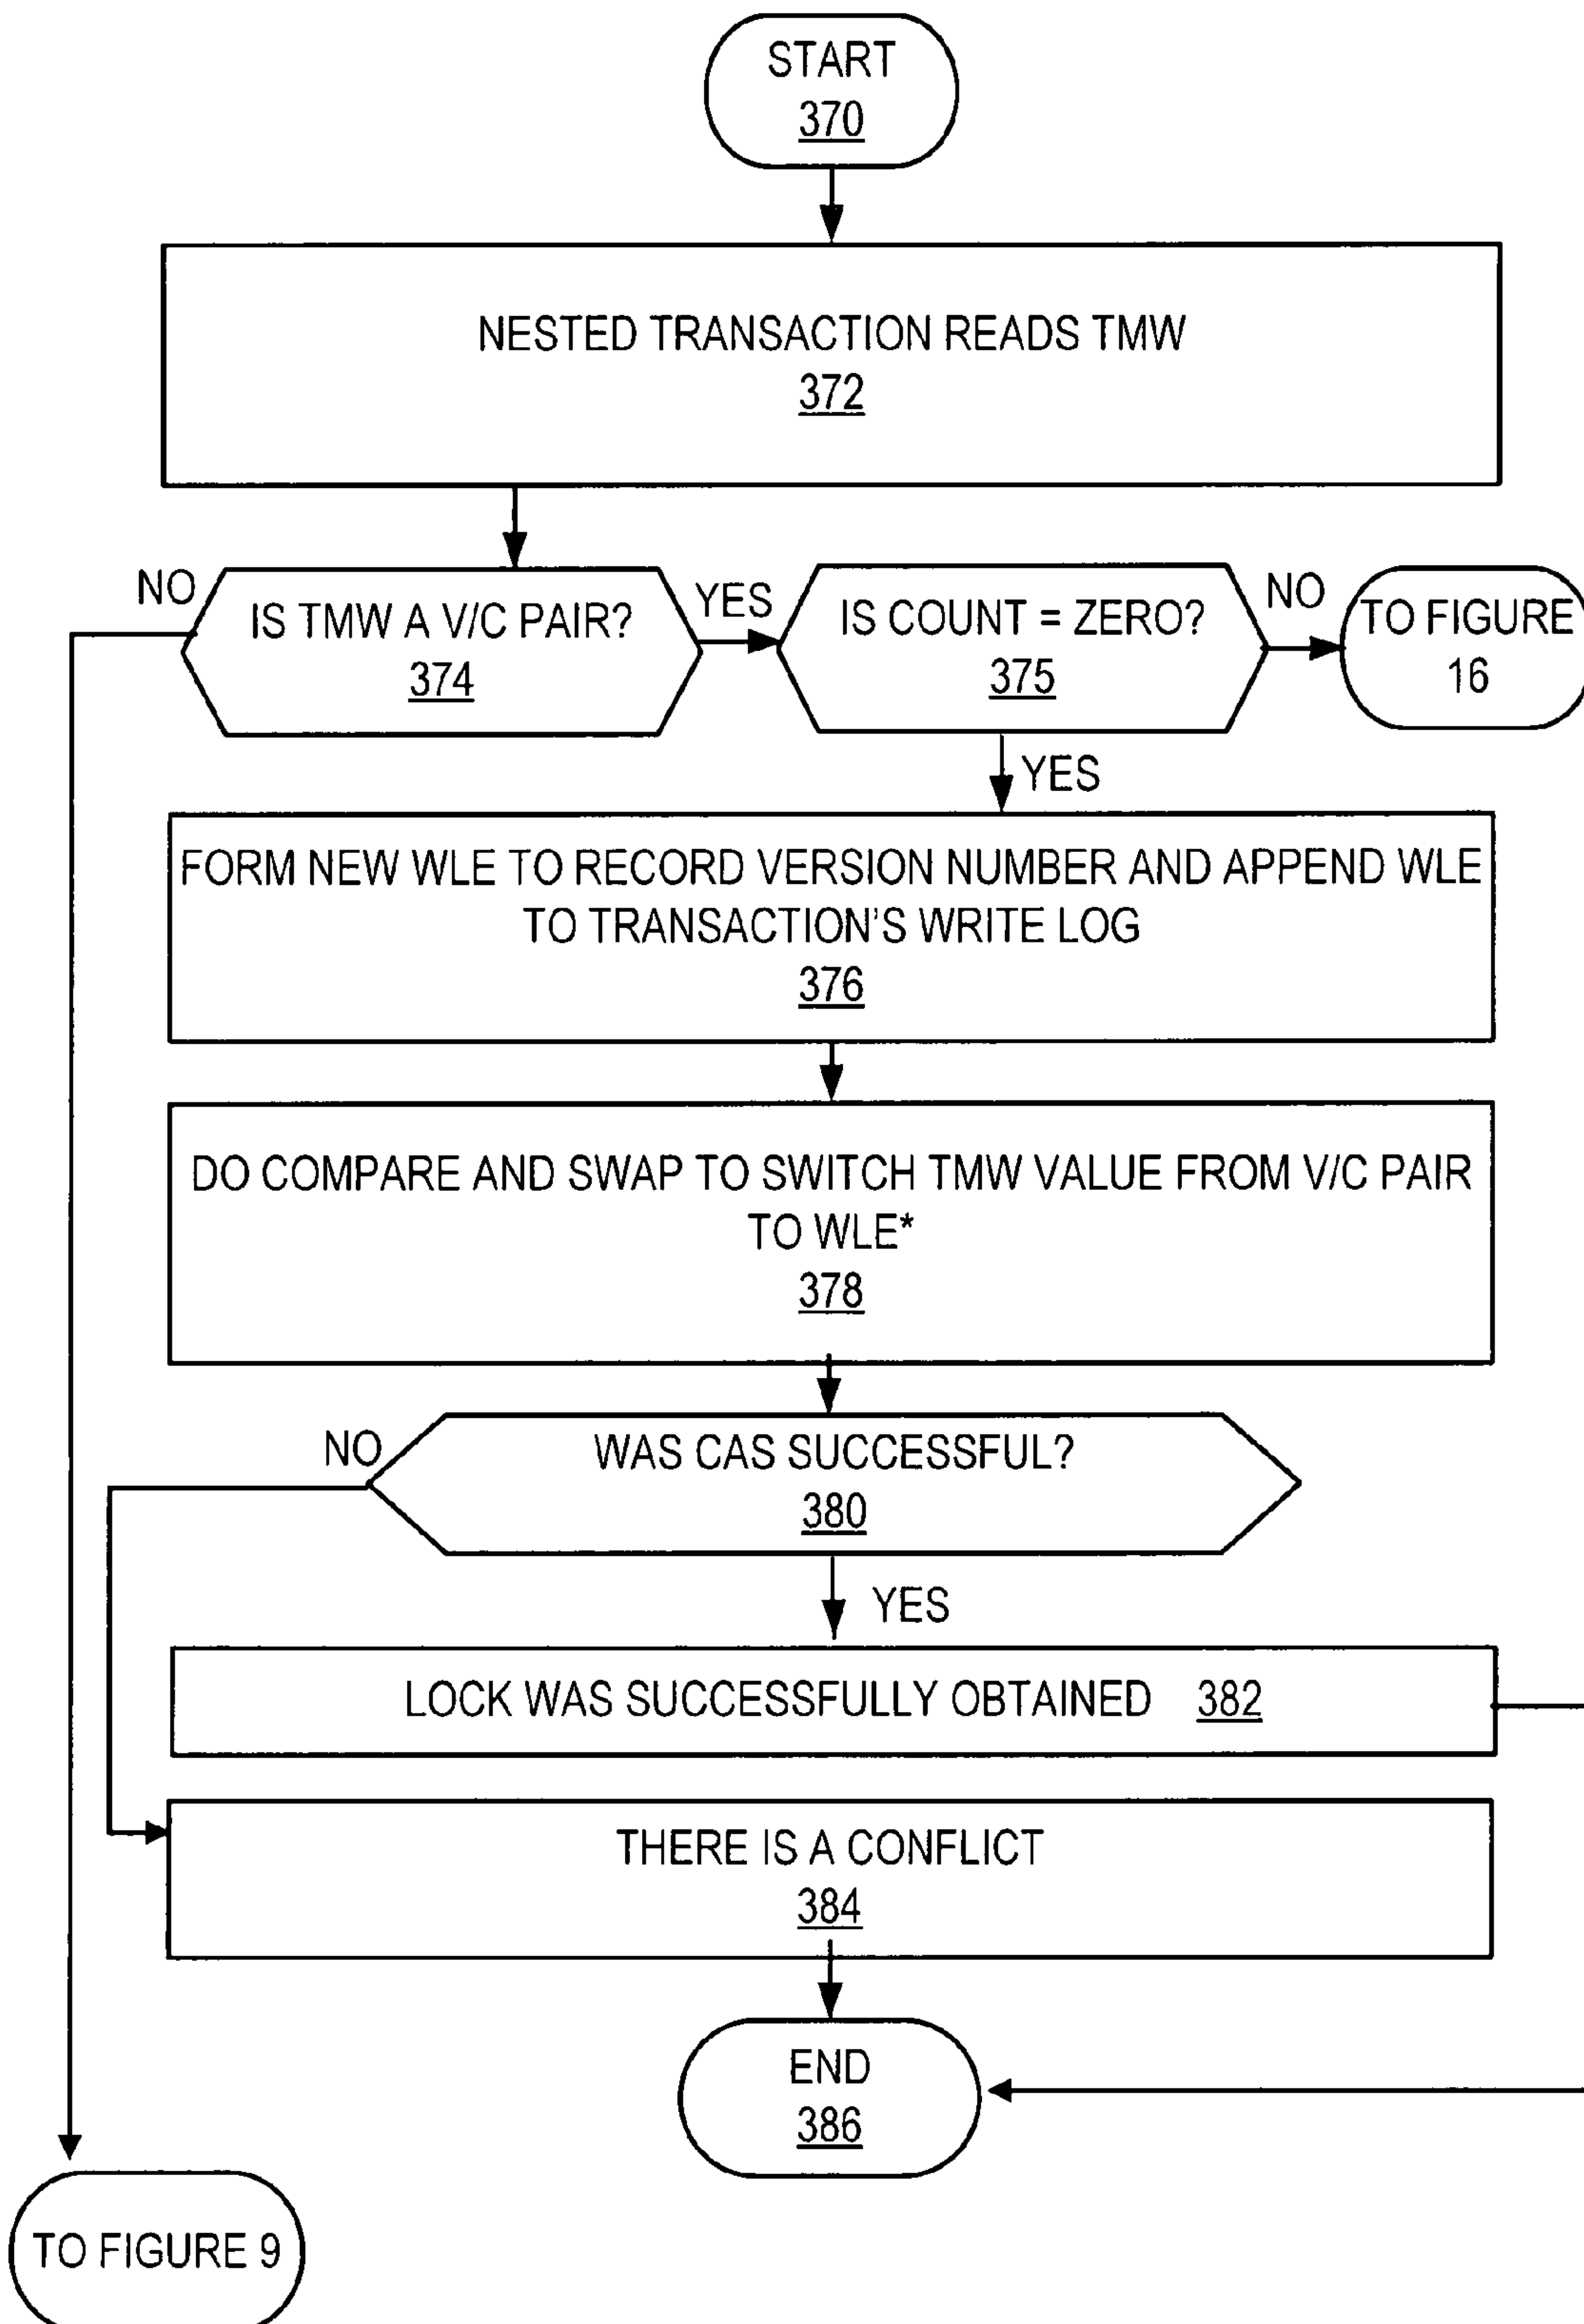 START
370
NESTED TRANSACTION READS TMW
372
NO
IS TMW A V/C PAIR?
374
YES
IS COUNT = ZERO?
375
NO
TO FIGURE
16
YES
FORM NEW WLE TO RECORD VERSION NUMBER AND APPEND WLE
TO TRANSACTION'S WRITE LOG
376
DO COMPARE AND SWAP TO SWITCH TMW VALUE FROM V/C PAIR
TO WLE*
378
NO
WAS CAS SUCCESSFUL?
380
YES
LOCK WAS SUCCESSFULLY OBTAINED 382
THERE IS A CONFLICT
384
END
386
TO FIGURE 9